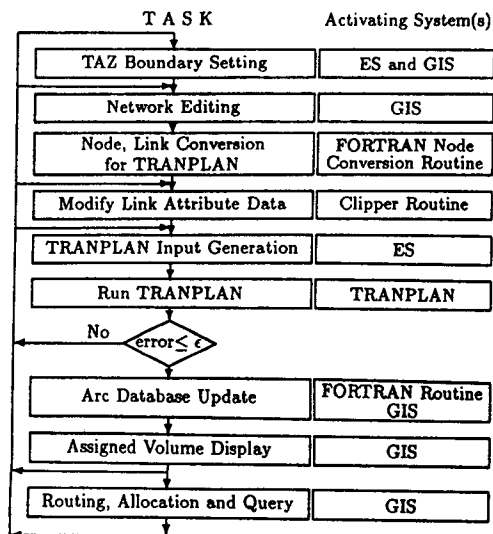 T A S K Activating System(s)
TAZ Boundary Setting ES and GIS
Network Editing GIS
Node, Link Conversion FORTRAN Node
for TRANPLAN Conversion Routine
Modify Link Attribute Data Clipper Routine
TRANPLAN Input Generation ES
Run TRANPLAN TRANPLAN
No error≤ ϵ
Arc Database Update FORTRAN Routine
GIS
Assigned Volume Display GIS
Routing, Allocation and Query GIS